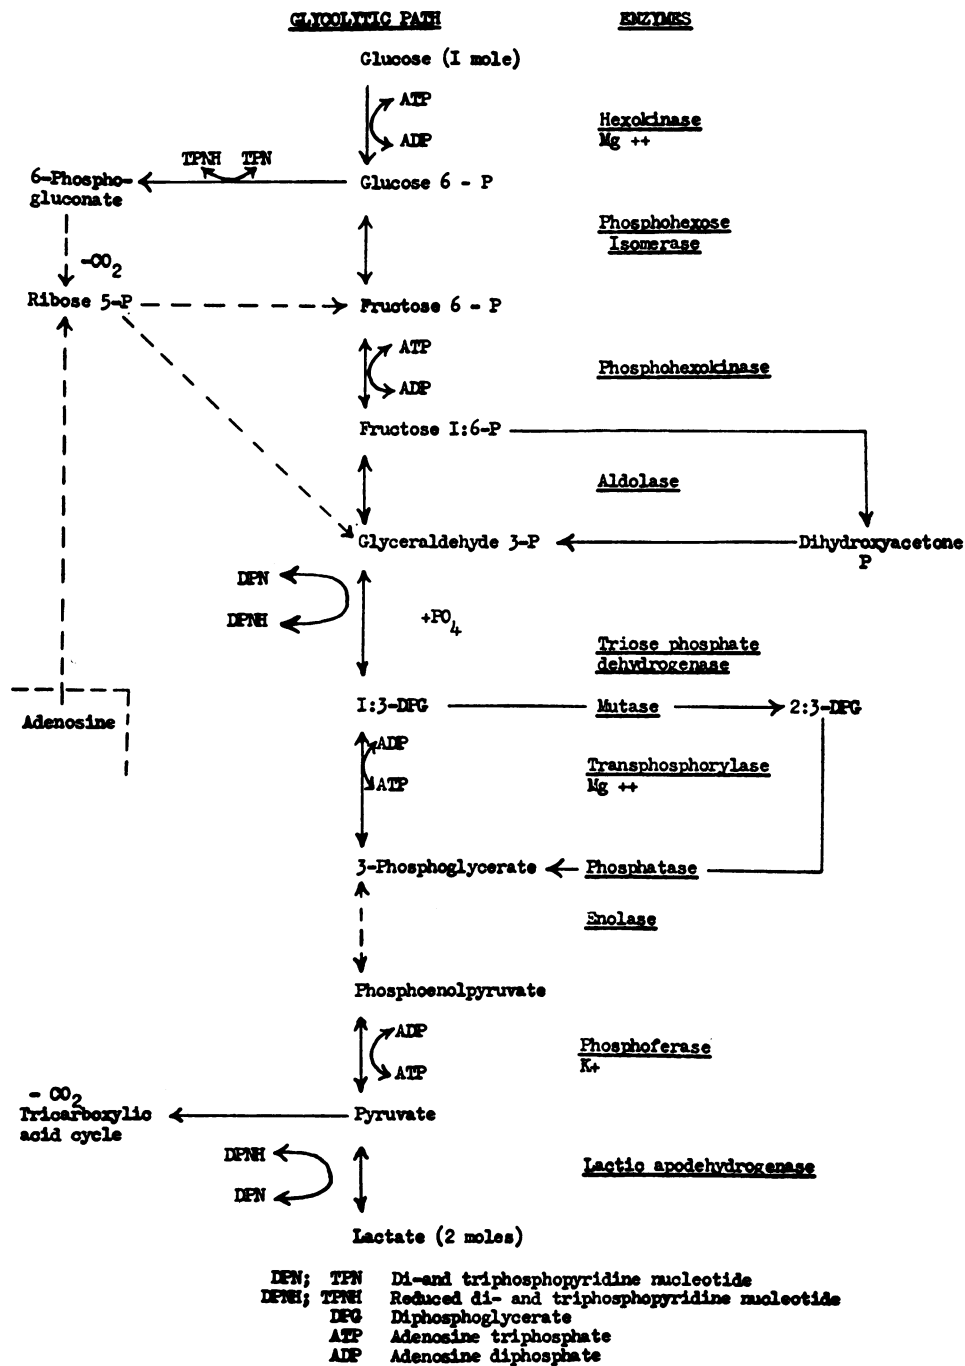 GLYCOLYTIC PATH
ENZYMES
Glucose (I mole)
ATP
ADP
Hexokinase
Mg ++
TPNH TPN
6-Phospho-
gluconate
Glucose 6 - P
Phosphohexose
Isomerase
-CO2
Ribose 5-P
Fructose 6 - P
ATP
ADP
Phosphohexokinase
Fructose I:6-P
Aldolase
Glyceraldehyde 3-P
Dihydroxyacetone
P
DPN
DPNH
+PO4
Triose phosphate
dehydrogenase
I:3-DPG
Mutase
2:3-DPG
Adenosine
ADP
ATP
Transphosphorylase
Mg ++
3-Phosphoglycerate
Phosphatase
Enolase
Phosphoenolpyruvate
ADP
ATP
Phosphoferase
K+
- CO2
Tricarboxylic
acid cycle
Pyruvate
DPNH
DPN
Lactic apodehydrogenase
Lactate (2 moles)
DPN; TPN Di-and triphosphopyridine nucleotide
DPNH; TPNH Reduced di- and triphosphopyridine nucleotide
DPG Diphosphoglycerate
ATP Adenosine triphosphate
ADP Adenosine diphosphate